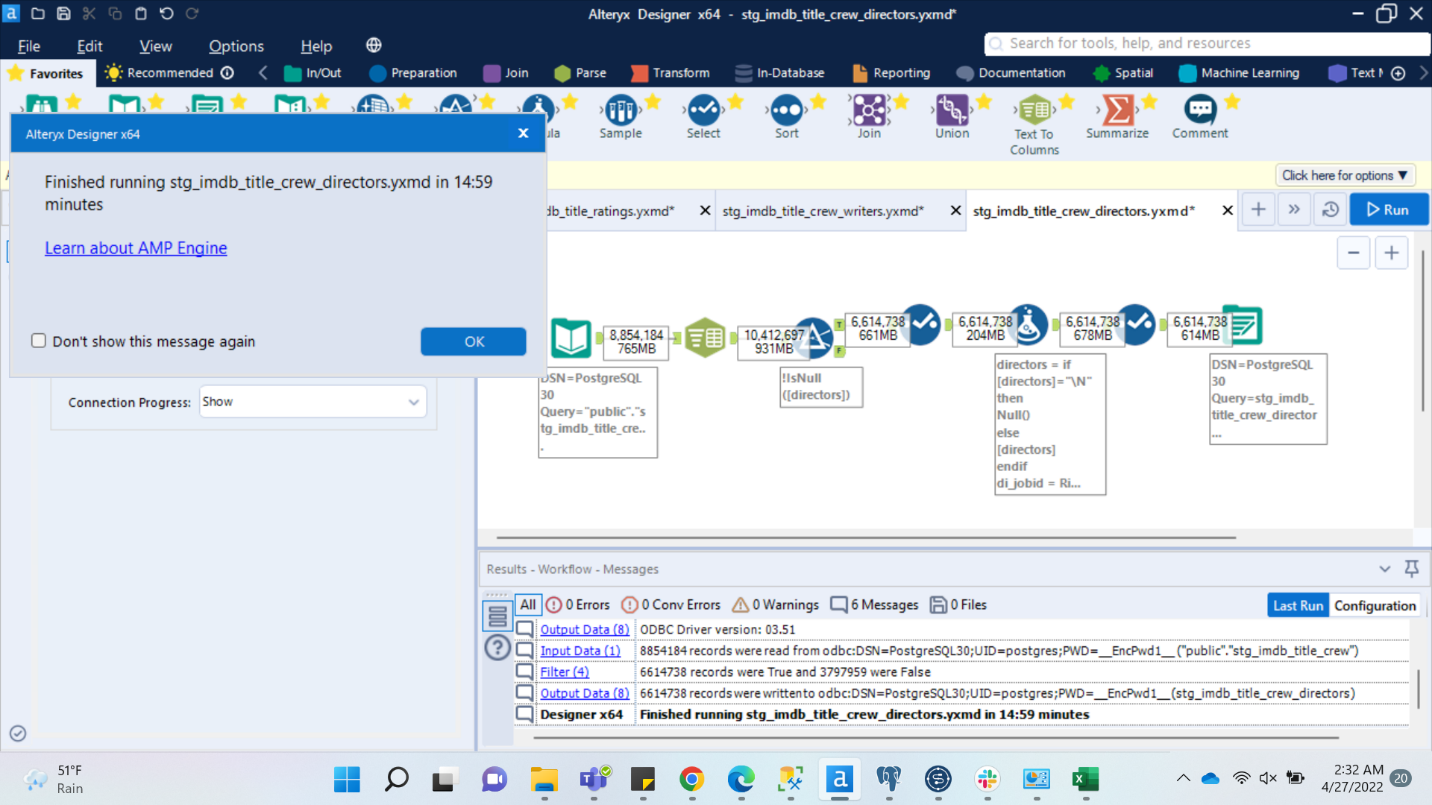 Alteryx Designer x64 - stg_imdb_title_crew_directors.yxmd*
File Edit View Options Help
Search for tools, help, and resources
Favorites Recommended In/Out Preparation Join Parse Transform In-Database Reporting Documentation Spatial Machine Learning Text
Sample Select Sort Join Union Text To Columns Summarize Comment
Alteryx Designer x64
Finished running stg_imdb_title_crew_directors.yxmd in 14:59
minutes
Learn about AMP Engine
Don't show this message again
OK
Connection Progress: Show
Click here for options ▼
db_title_ratings.yxmd* stg_imdb_title_crew_writers.yxmd* stg_imdb_title_crew_directors.yxmd* Run
8,854,184
765MB
10,412,697
931MB
T
F
6,614,738
661MB
6,614,738
204MB
6,614,738
678MB
6,614,738
614MB
DSN=PostgreSQL
30
Query="public"."s
tg_imdb_title_cre..
.
!IsNull
([directors])
directors = if
[directors]="\N"
then
Null()
else
[directors]
endif
di_jobid = Ri...
DSN=PostgreSQL
30
Query=stg_imdb_
title_crew_director
...
Results - Workflow - Messages
All 0 Errors 0 Conv Errors 0 Warnings 6 Messages 0 Files Last Run Configuration
Output Data (8) ODBC Driver version: 03.51
Input Data (1) 8854184 records were read from odbc:DSN=PostgreSQL30;UID=postgres;PWD=__EncPwd1__ ("public"."stg_imdb_title_crew")
Filter (4) 6614738 records were True and 3797959 were False
Output Data (8) 6614738 records were writtento odbc:DSN=PostgreSQL30;UID=postgres;PWD=__EncPwd1__(stg_imdb_title_crew_directors)
Designer x64 Finished running stg_imdb_title_crew_directors.yxmd in 14:59 minutes
51°F
Rain
2:32 AM
4/27/2022
20